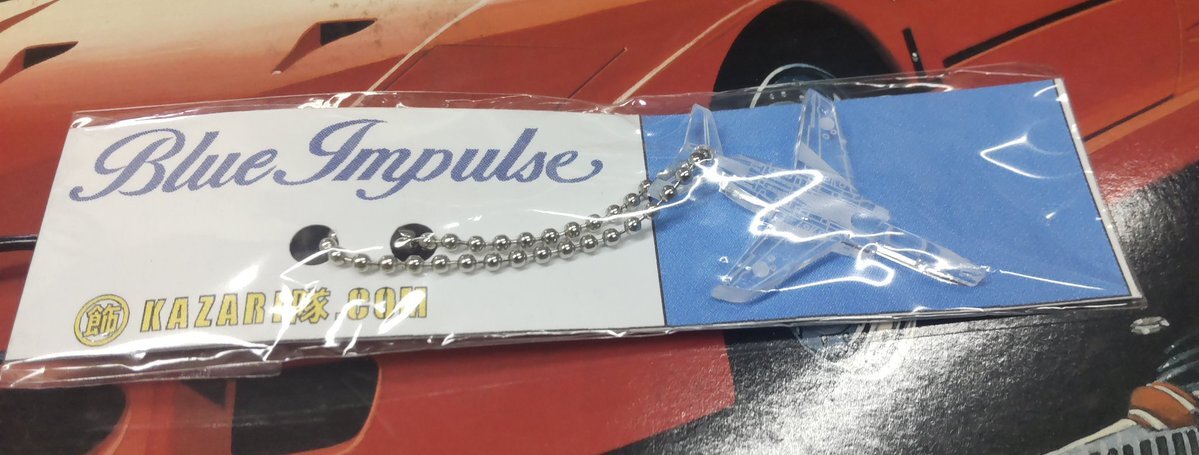 Blue Impulse
飾 KAZARI隊.COM